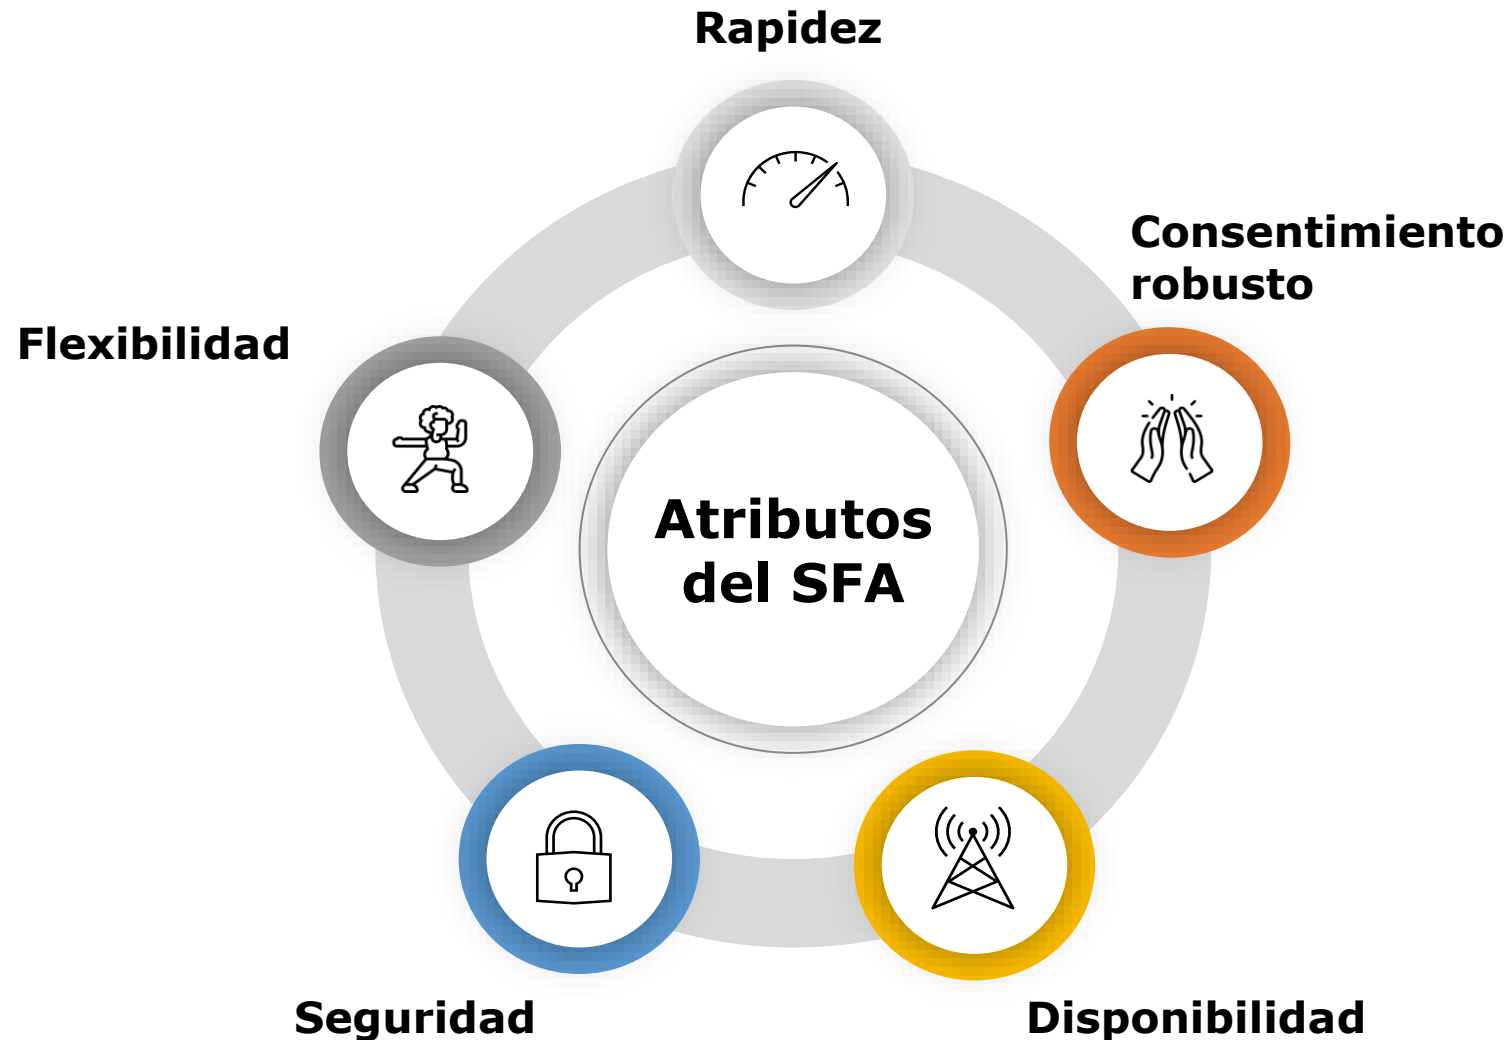 Rapidez
Consentimiento
robusto
Flexibilidad
Atributos
del SFA
Seguridad
Disponibilidad